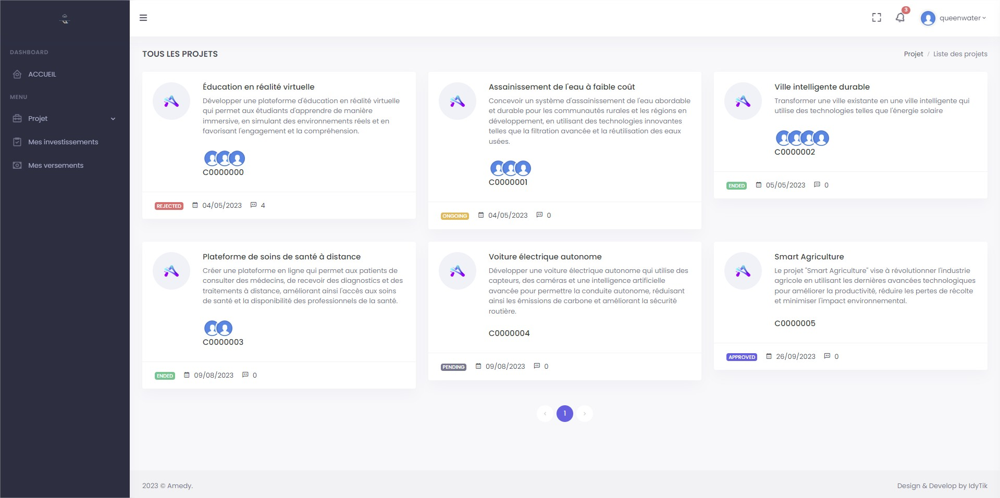 DASHBOARD
ACCUEIL
MENU
Projet
Mes investissements
Mes versements
3
queenwater
TOUS LES PROJETS
Projet / Liste des projets
Éducation en réalité virtuelle
Développer une plateforme d'éducation en réalité virtuelle
qui permet aux étudiants d'apprendre de manière
immersive, en simulant des environnements réels et en
favorisant l'engagement et la compréhension.
C0000000
REJECTED 04/05/2023 4
Assainissement de l'eau à faible coût
Concevoir un système d'assainissement de l'eau abordable
et durable pour les communautés rurales et les régions en
développement, en utilisant des technologies innovantes
telles que la filtration avancée et la réutilisation des eaux
usées.
C0000001
ONGOING 04/05/2023 0
Ville intelligente durable
Transformer une ville existante en une ville intelligente qui
utilise des technologies telles que l'énergie solaire
C0000002
ENDED 05/05/2023 0
Plateforme de soins de santé à distance
Créer une plateforme en ligne qui permet aux patients de
consulter des médecins, de recevoir des diagnostics et des
traitements à distance, améliorant ainsi l'accès aux soins
de santé et la disponibilité des professionnels de la santé.
C0000003
ENDED 09/08/2023 0
Voiture électrique autonome
Développer une voiture électrique autonome qui utilise des
capteurs, des caméras et une intelligence artificielle
avancée pour permettre la conduite autonome, réduisant
ainsi les émissions de carbone et améliorant la sécurité
routière.
C0000004
PENDING 09/08/2023 0
Smart Agriculture
Le projet "Smart Agriculture" vise à révolutionner l'industrie
agricole en utilisant les dernières avancées technologiques
pour améliorer la productivité, réduire les pertes de récolte
et minimiser l'impact environnemental.
C0000005
APPROVED 26/09/2023 0
‹ 1 ›
2023 © Amedy.
Design & Develop by IdyTik